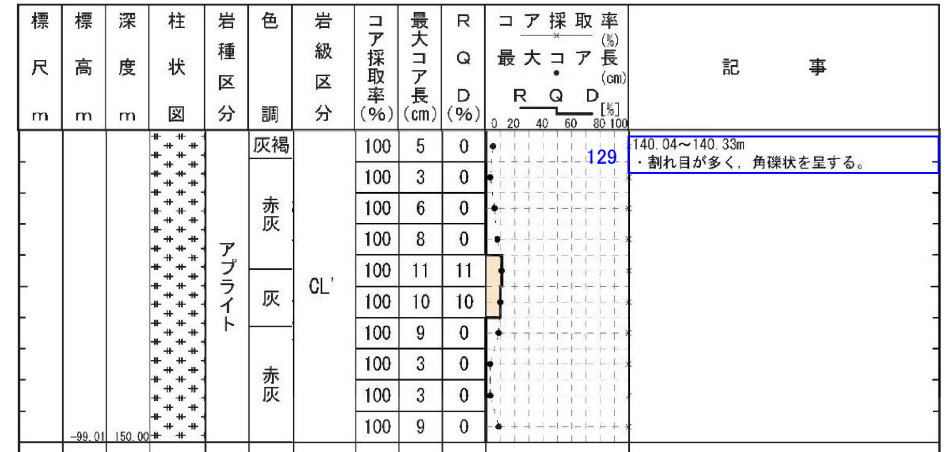 標尺 m
標高 m
深度 m
柱状図
岩種区分
色調
岩級区分
コア採取率(%)
最大コア長(cm)
RQD(%)
コア採取率(%)
最大コア長(cm)
RQD[%]
0 20 40 60 80 100
記事
灰褐
赤灰
灰
赤灰
アプライト
CL'
100 5 0
100 3 0
100 6 0
100 8 0
100 11 11
100 10 10
100 9 0
100 3 0
100 3 0
100 9 0
129
140.04~140.33m
・割れ目が多く，角礫状を呈する。
-99.01 150.00